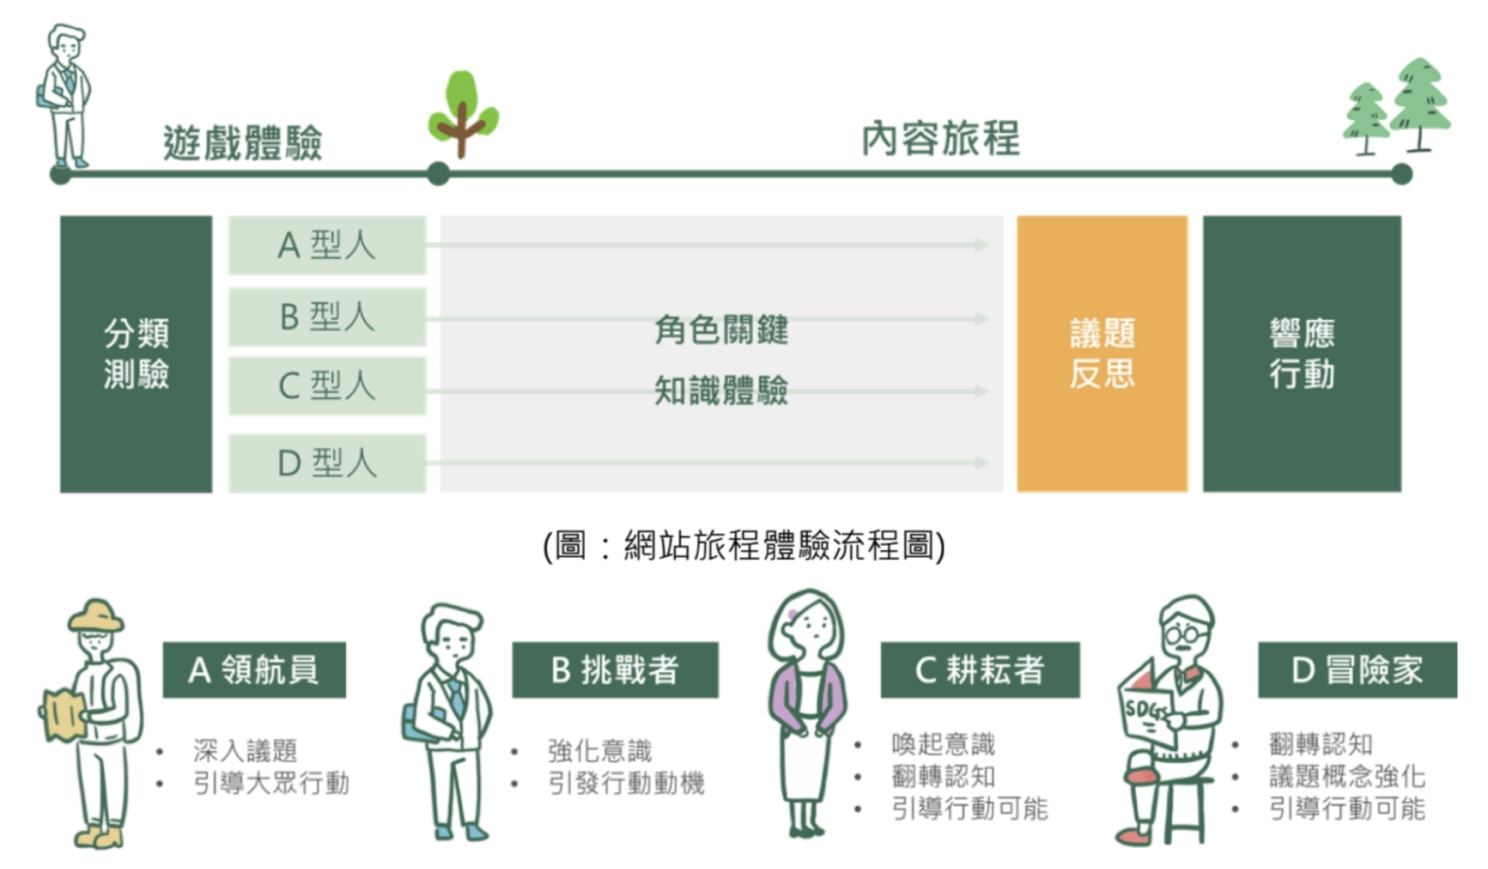 遊戲體驗
內容旅程
分類
測驗
A 型人
B 型人
C 型人
D 型人
角色關鍵
知識體驗
議題
反思
響應
行動
(圖：網站旅程體驗流程圖)
A 領航員
• 深入議題
• 引導大眾行動
B 挑戰者
• 強化意識
• 引發行動動機
C 耕耘者
• 喚起意識
• 翻轉認知
• 引導行動可能
SDGs
D 冒險家
• 翻轉認知
• 議題概念強化
• 引導行動可能